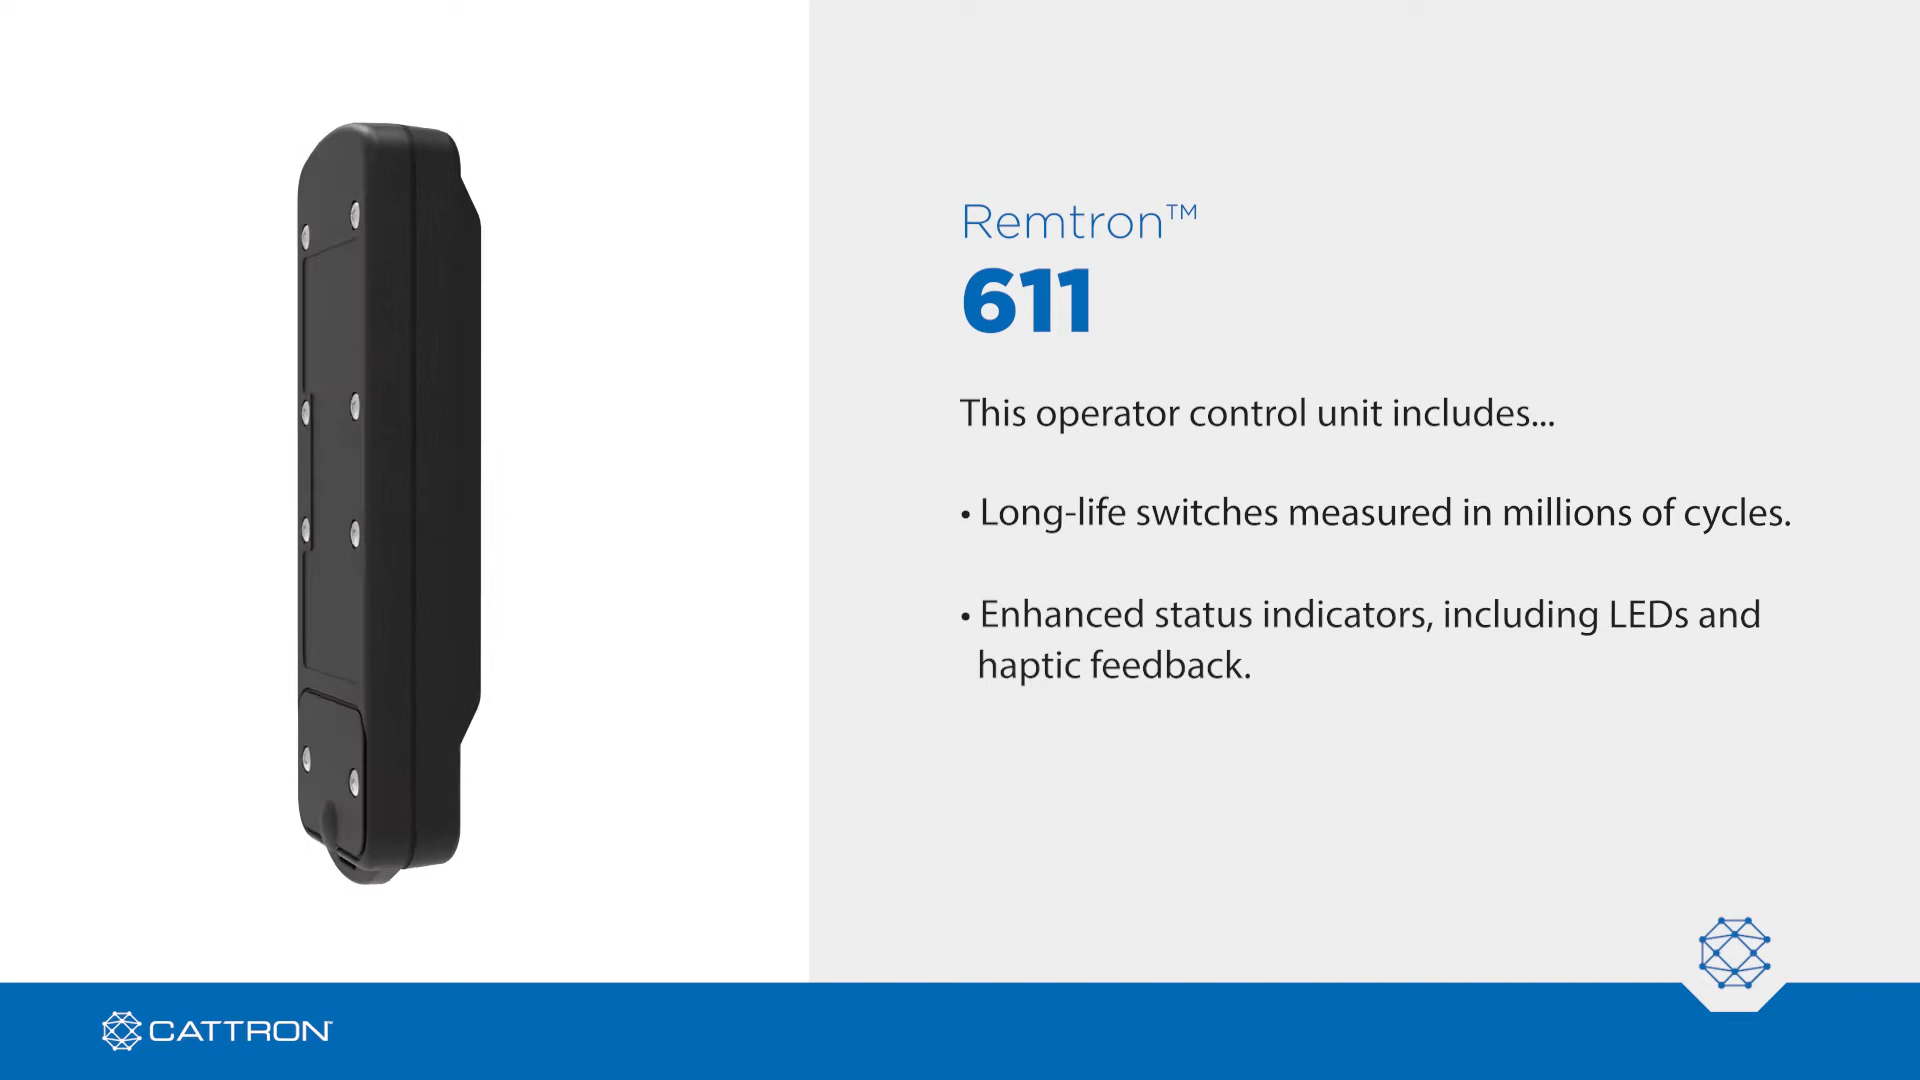 Remtron™
611
This operator control unit includes...
• Long-life switches measured in millions of cycles.
• Enhanced status indicators, including LEDs and
haptic feedback.
CATTRON™